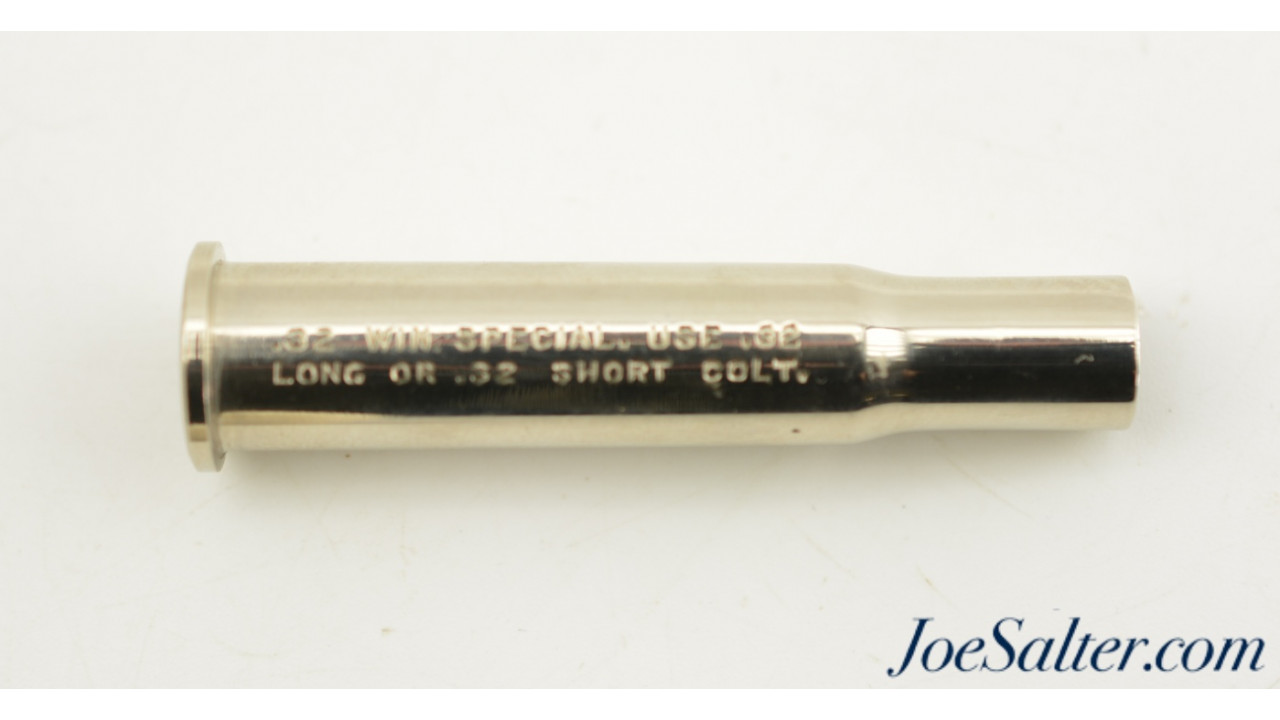 .32 WIN. SPECIAL. USE .32
LONG OR .32 SHORT COLT.
JoeSalter.com